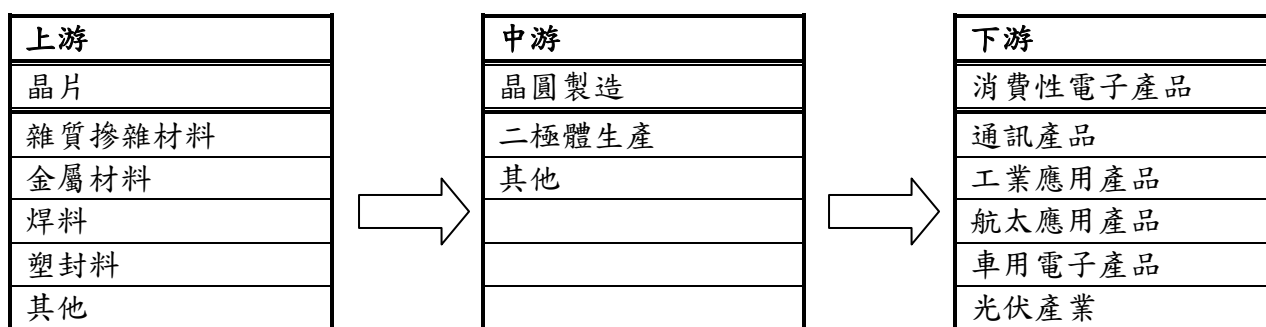 上游
晶片
雜質摻雜材料
金屬材料
焊料
塑封料
其他
中游
晶圓製造
二極體生產
其他
下游
消費性電子產品
通訊產品
工業應用產品
航太應用產品
車用電子產品
光伏產業